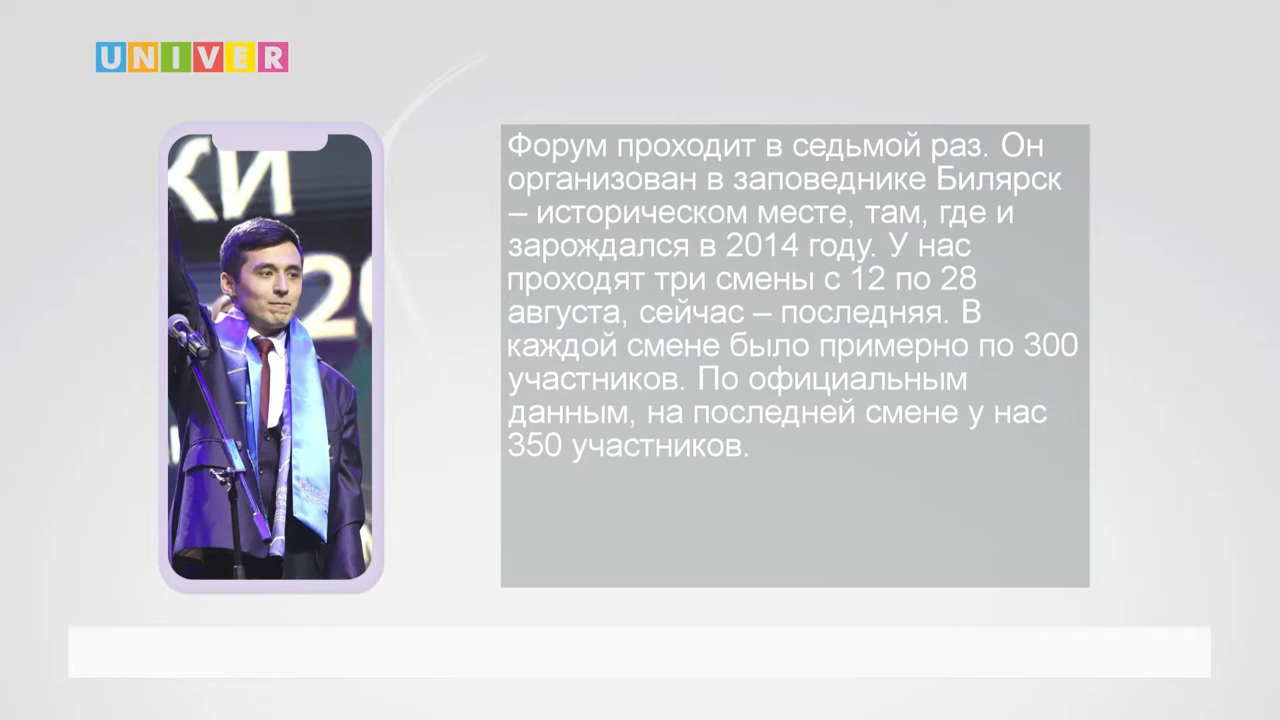 UNIVER
КИ
20
Форум проходит в седьмой раз. Он
организован в заповеднике Билярск
– историческом месте, там, где и
зарождался в 2014 году. У нас
проходят три смены с 12 по 28
августа, сейчас – последняя. В
каждой смене было примерно по 300
участников. По официальным
данным, на последней смене у нас
350 участников.